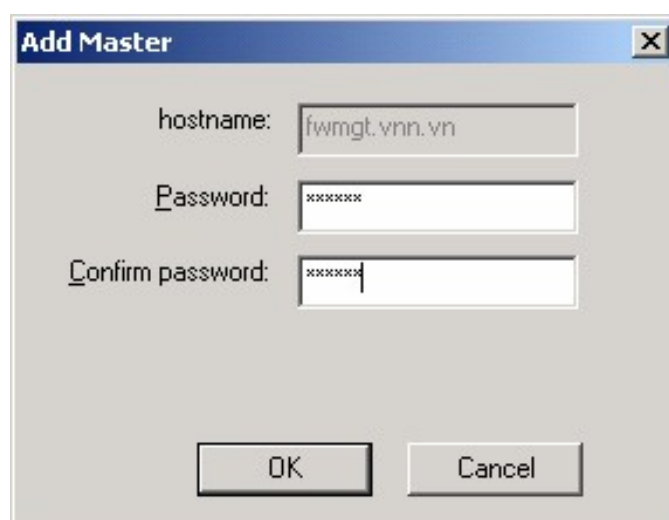 Add Master
hostname: fwmgt.vnn.vn
Password: ******
Confirm password: ******
OK Cancel